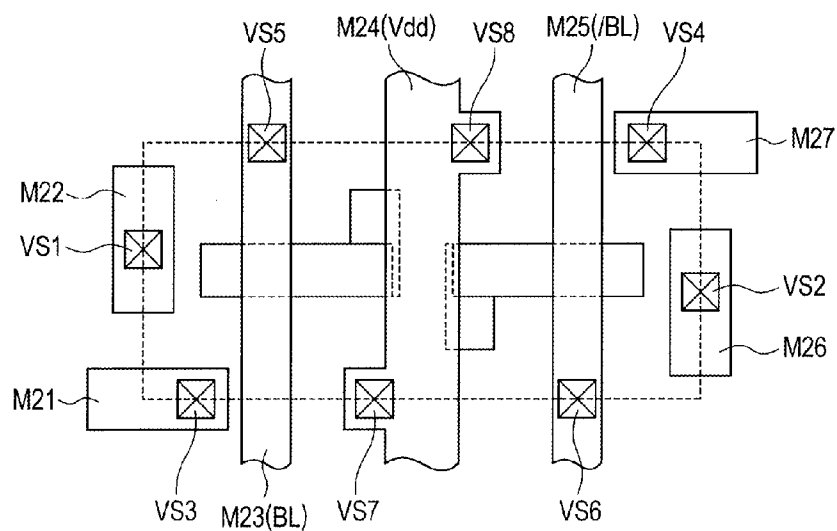 VS5
M24(Vdd)
VS8
M25(/BL)
VS4
M27
M22
VS1
VS2
M26
M21
VS3
M23(BL)
VS7
VS6